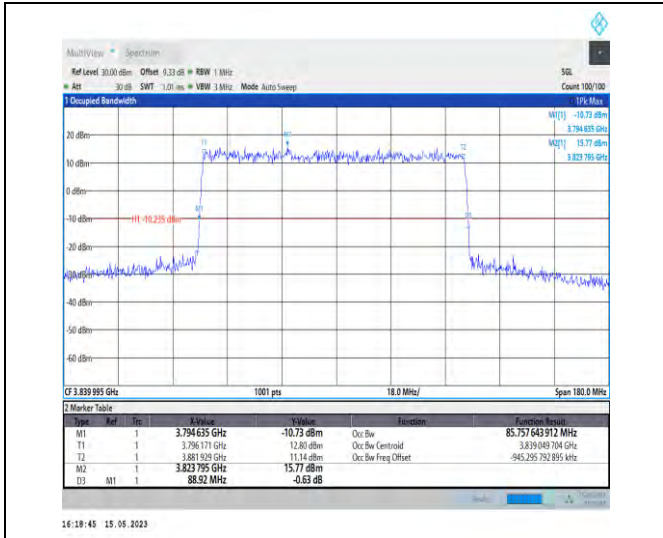 MultiView Spectrum
Ref Level 30.00 dBm Offset 9.33 dB RBW 1 MHz SGL
Att 30 dB SWT 1.01 ms VBW 3 MHz Mode Auto Sweep Count 100/100
1 Occupied Bandwidth 1Pk Max
M1[1] -10.73 dBm
3.794 635 GHz
M2[1] 15.77 dBm
3.823 795 GHz
20 dBm
10 dBm
0 dBm
-10 dBm H1 -10.235 dBm
-20 dBm
-30 dBm
-40 dBm
-50 dBm
-60 dBm
T1
M2
T2
M1
D3
CF 3.839 995 GHz 1001 pts 18.0 MHz/ Span 180.0 MHz
2 Marker Table
Type Ref Trc X-Value Y-Value Function Function Result
M1 1 3.794 635 GHz -10.73 dBm Occ Bw 85.757 643 912 MHz
T1 1 3.796 171 GHz 12.80 dBm Occ Bw Centroid 3.839 049 704 GHz
T2 1 3.881 929 GHz 11.14 dBm Occ Bw Freq Offset -945.295 792 895 kHz
M2 1 3.823 795 GHz 15.77 dBm
D3 M1 1 88.92 MHz -0.63 dB
16:18:45 15.05.2023